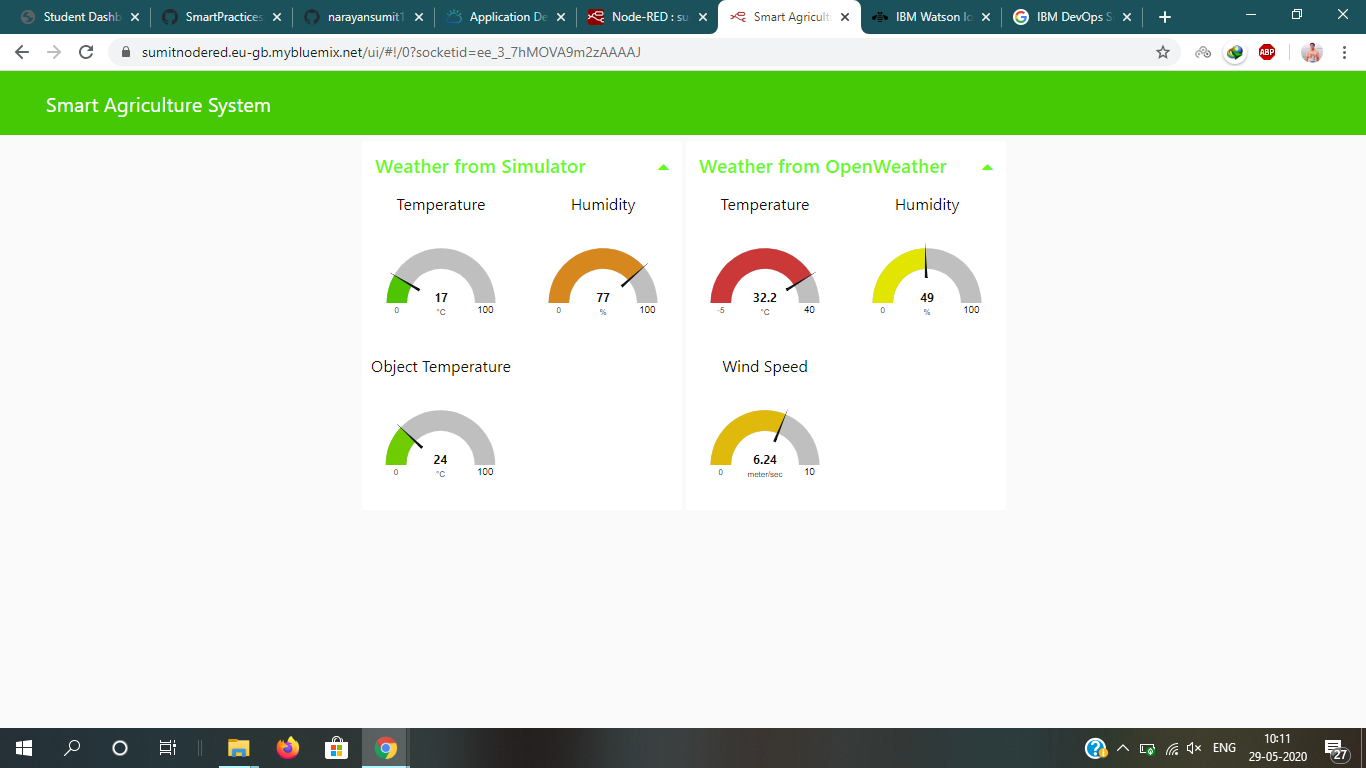 Student Dashb
SmartPractices
narayansumit1
Application De
Node-RED : su
Smart Agricult
IBM Watson Io
IBM DevOps S
sumitnodered.eu-gb.mybluemix.net/ui/#!/0?socketid=ee_3_7hMOVA9m2zAAAAJ
ABP
Smart Agriculture System
Weather from Simulator
Temperature
Humidity
17
°C
0
100
77
%
0
100
Object Temperature
24
°C
0
100
Weather from OpenWeather
Temperature
Humidity
32.2
°C
-5
40
49
%
0
100
Wind Speed
6.24
meter/sec
0
10
ENG
10:11
29-05-2020
27